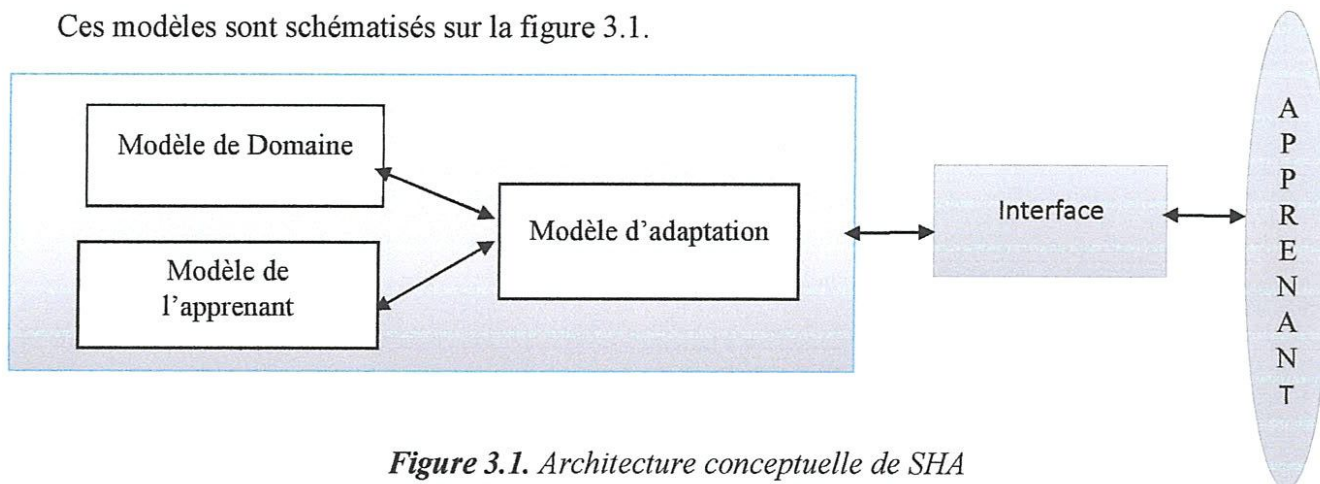 Ces modèles sont schématisés sur la figure 3.1.
Modèle de Domaine
Modèle de
l'apprenant
Modèle d'adaptation
Interface
APPRENANT
Figure 3.1. Architecture conceptuelle de SHA